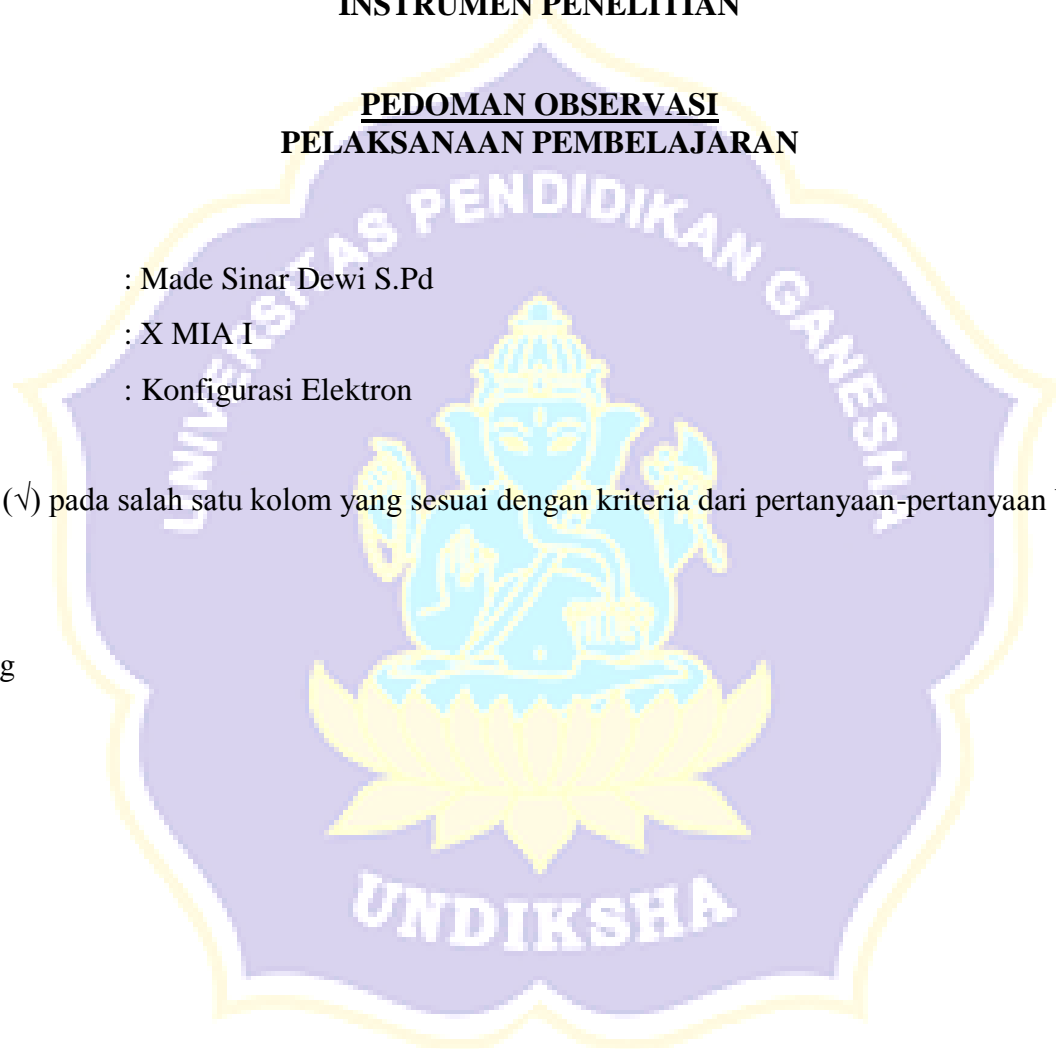 INSTRUMEN PENELITIAN
PEDOMAN OBSERVASI
PELAKSANAAN PEMBELAJARAN
UNIVERSITAS PENDIDIKAN GANESHA
: Made Sinar Dewi S.Pd
: X MIA I
: Konfigurasi Elektron
(√) pada salah satu kolom yang sesuai dengan kriteria dari pertanyaan-pertanyaan
g
UNDIKSHA